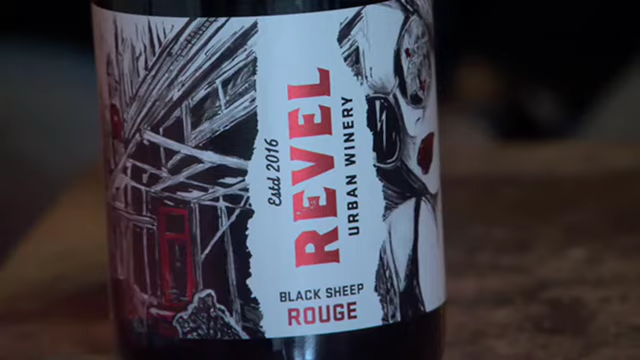 Estd 2016
REVEL
URBAN WINERY
BLACK SHEEP
ROUGE